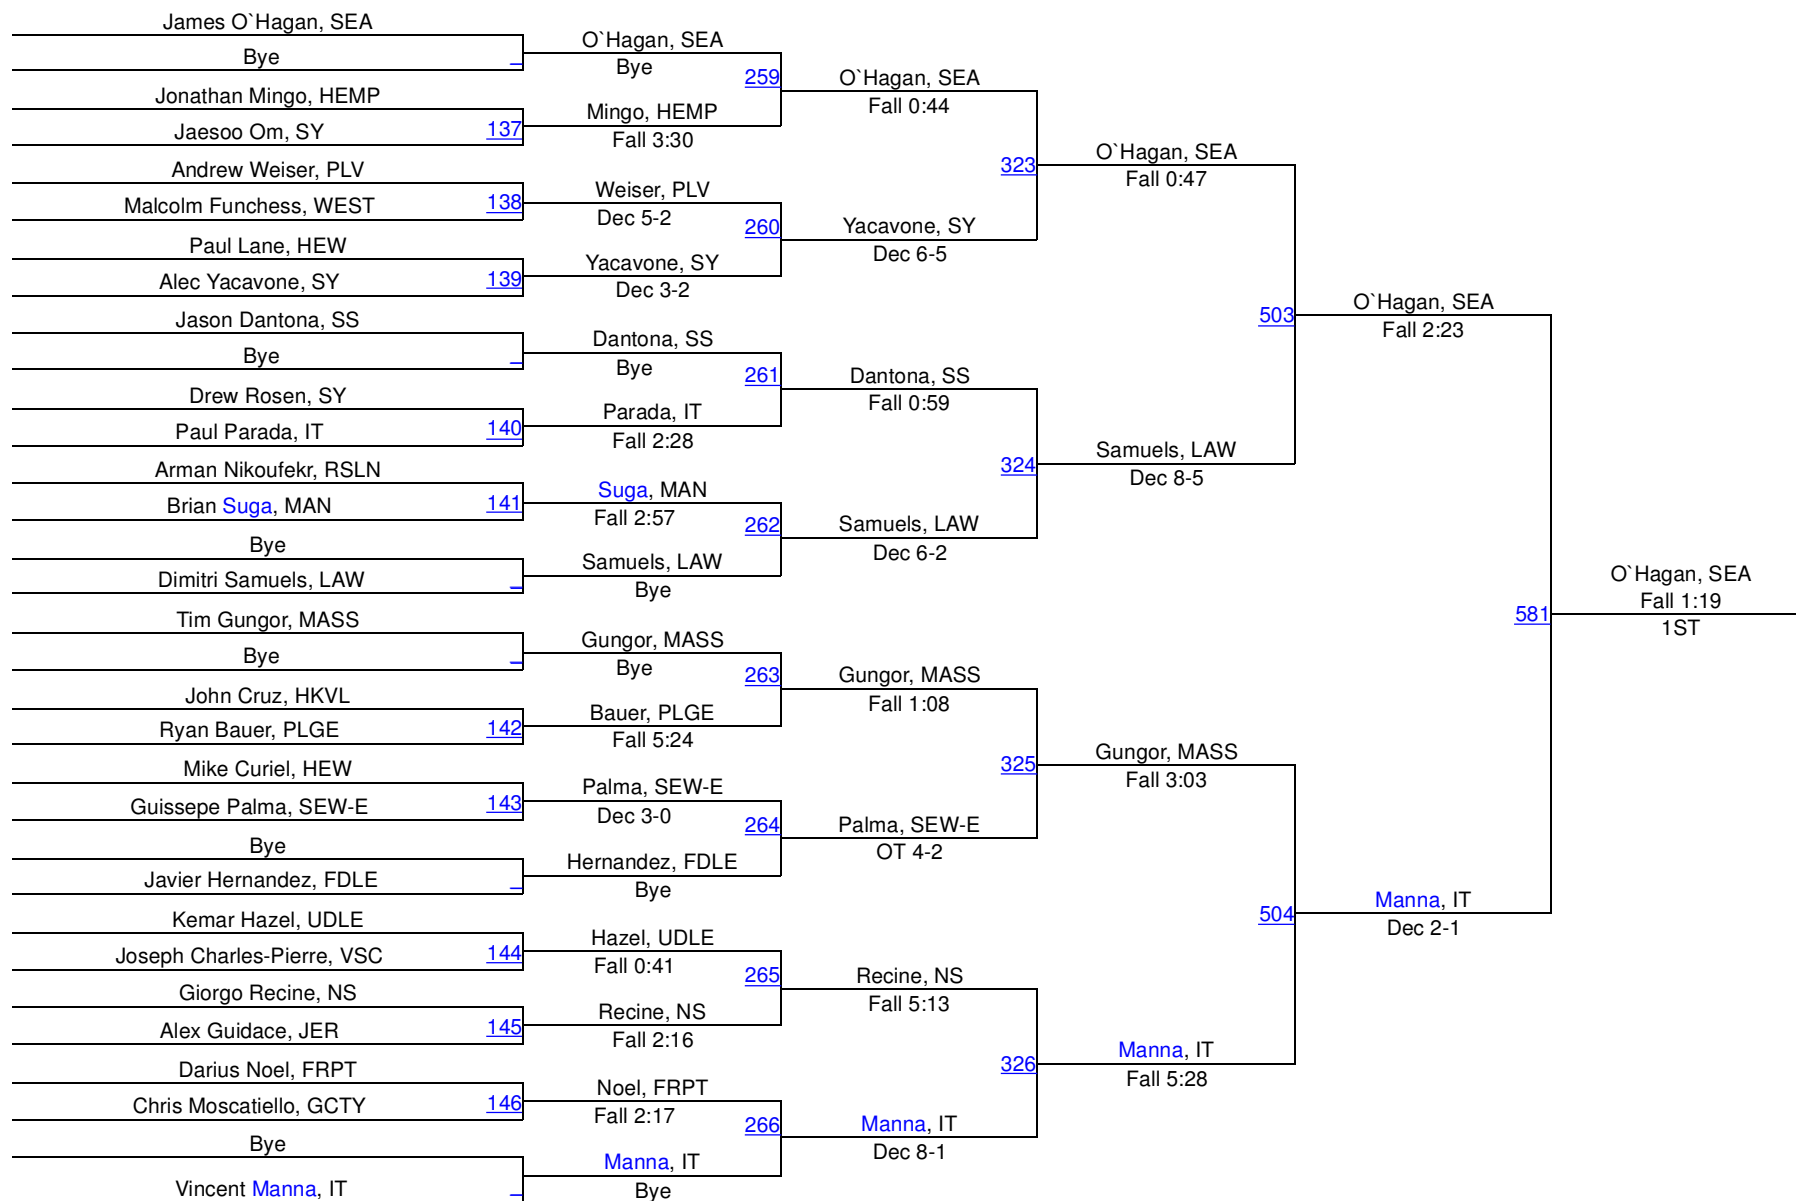 James O`Hagan, SEA
Bye
Jonathan Mingo, HEMP
Jaesoo Om, SY
137
Andrew Weiser, PLV
Malcolm Funchess, WEST
138
Paul Lane, HEW
Alec Yacavone, SY
139
Jason Dantona, SS
Bye
Drew Rosen, SY
Paul Parada, IT
140
Arman Nikoufekr, RSLN
Brian Suga, MAN
141
Bye
Dimitri Samuels, LAW
Tim Gungor, MASS
Bye
John Cruz, HKVL
Ryan Bauer, PLGE
142
Mike Curiel, HEW
Guissepe Palma, SEW-E
143
Bye
Javier Hernandez, FDLE
Kemar Hazel, UDLE
Joseph Charles-Pierre, VSC
144
Giorgo Recine, NS
Alex Guidace, JER
145
Darius Noel, FRPT
Chris Moscatiello, GCTY
146
Bye
Vincent Manna, IT
O`Hagan, SEA
Bye
259
Mingo, HEMP
Fall 3:30
Weiser, PLV
Dec 5-2
260
Yacavone, SY
Dec 3-2
Dantona, SS
Bye
261
Parada, IT
Fall 2:28
Suga, MAN
Fall 2:57
262
Samuels, LAW
Bye
Gungor, MASS
Bye
263
Bauer, PLGE
Fall 5:24
Palma, SEW-E
Dec 3-0
264
Hernandez, FDLE
Bye
Hazel, UDLE
Fall 0:41
265
Recine, NS
Fall 2:16
Noel, FRPT
Fall 2:17
266
Manna, IT
Bye
O`Hagan, SEA
Fall 0:44
323
Yacavone, SY
Dec 6-5
Dantona, SS
Fall 0:59
324
Samuels, LAW
Dec 6-2
Gungor, MASS
Fall 1:08
325
Palma, SEW-E
OT 4-2
Recine, NS
Fall 5:13
326
Manna, IT
Dec 8-1
O`Hagan, SEA
Fall 0:47
503
Samuels, LAW
Dec 8-5
Gungor, MASS
Fall 3:03
504
Manna, IT
Fall 5:28
O`Hagan, SEA
Fall 2:23
581
Manna, IT
Dec 2-1
O`Hagan, SEA
Fall 1:19
1ST